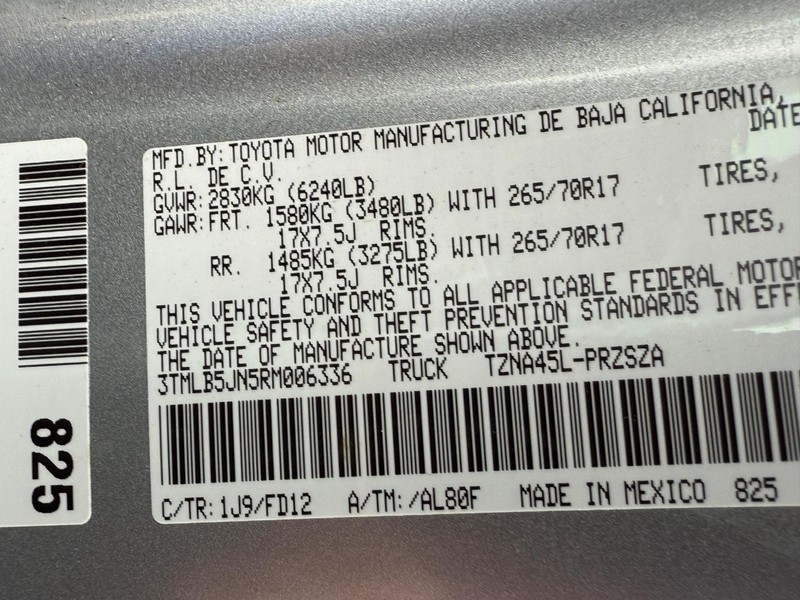 MFD.BY: TOYOTA MOTOR MANUFACTURING DE BAJA CALIFORNIA,
R.L. DE C.V. DATE
GVWR: 2830KG (6240LB)
GAWR: FRT. 1580KG (3480LB) WITH 265/70R17 TIRES,
17X7.5J RIMS.
RR. 1485KG (3275LB) WITH 265/70R17 TIRES,
17X7.5J RIMS.
THIS VEHICLE CONFORMS TO ALL APPLICABLE FEDERAL MOTOR
VEHICLE SAFETY AND THEFT PREVENTION STANDARDS IN EFF
THE DATE OF MANUFACTURE SHOWN ABOVE.
3TMLB5JN5RM006336 TRUCK TZNA45L-PRZSZA
C/TR: 1J9/FD12 A/TM: /AL80F MADE IN MEXICO 825
825